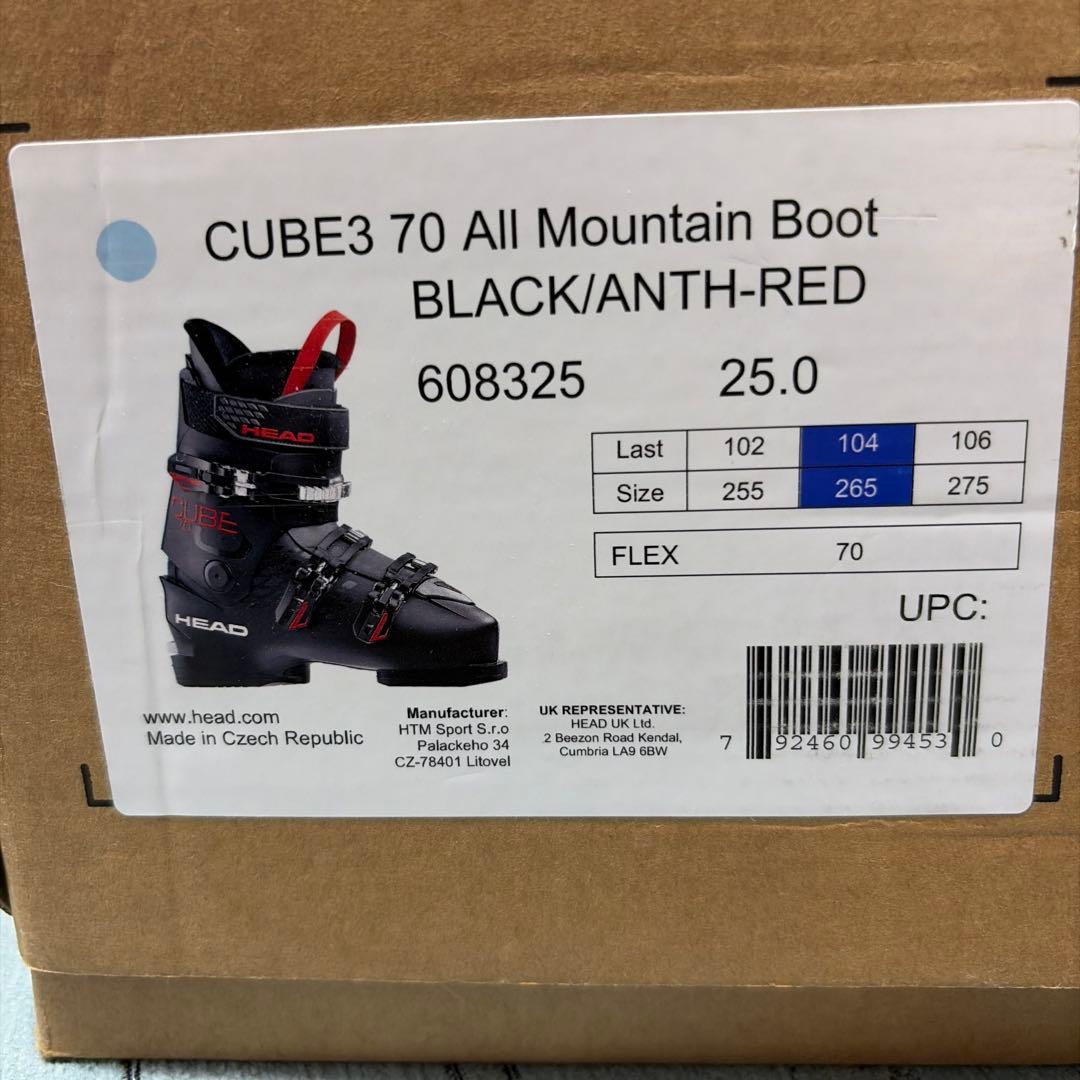 CUBE3 70 All Mountain Boot
BLACK/ANTH-RED
608325 25.0
Last 102 104 106
Size 255 265 275
FLEX 70
HEAD
CUBE
HEAD
UPC:
7 92460 99453 0
www.head.com
Made in Czech Republic
Manufacturer:
HTM Sport S.r.o
Palackeho 34
CZ-78401 Litovel
UK REPRESENTATIVE:
HEAD UK Ltd.
2 Beezon Road Kendal,
Cumbria LA9 6BW